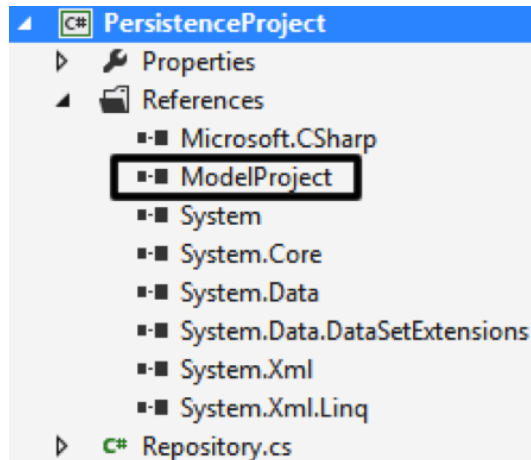 C# PersistenceProject
Properties
References
Microsoft.CSharp
ModelProject
System
System.Core
System.Data
System.Data.DataSetExtensions
System.Xml
System.Xml.Linq
C# Repository.cs